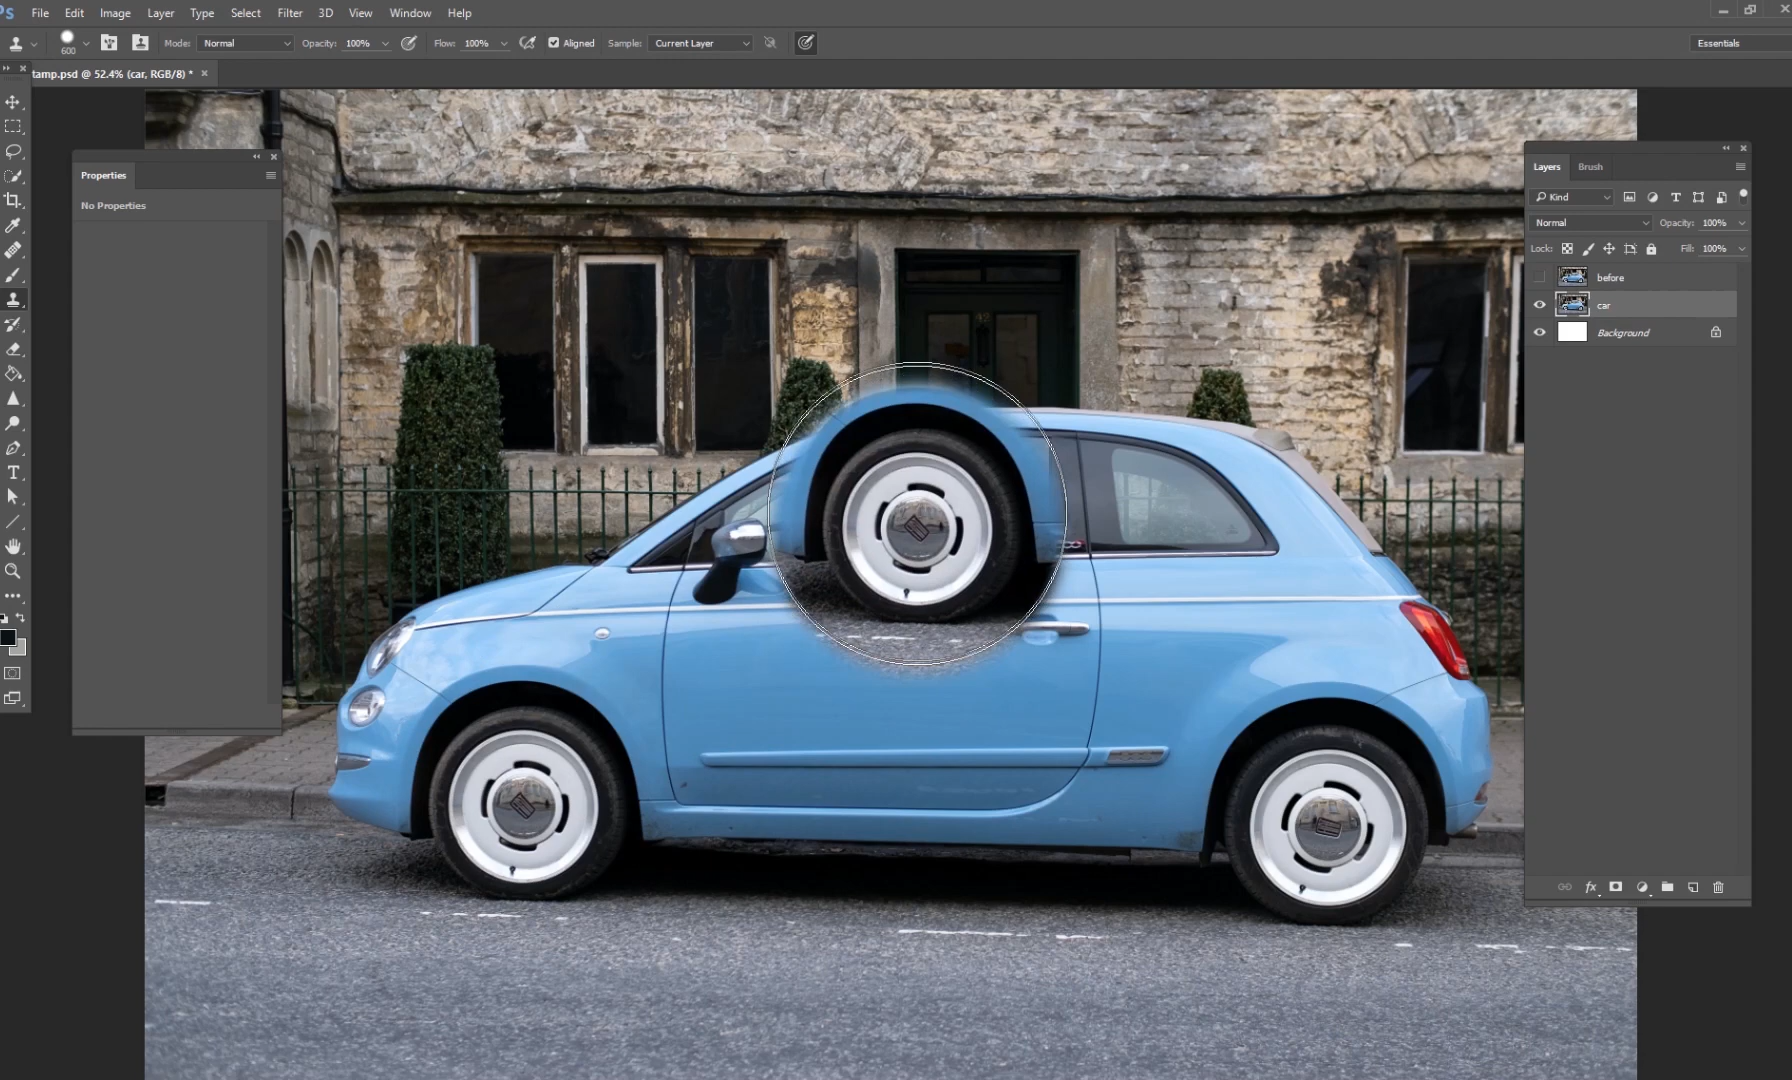 Ps File Edit Image Layer Type Select Filter 3D View Window Help
600 Mode: Normal Opacity: 100% Flow: 100% Aligned Sample: Current Layer Essentials
tamp.psd @ 52.4% (car, RGB/8) * ×
Properties
No Properties
Layers Brush
Kind
Normal Opacity: 100%
Lock: Fill: 100%
before
car
Background
fx